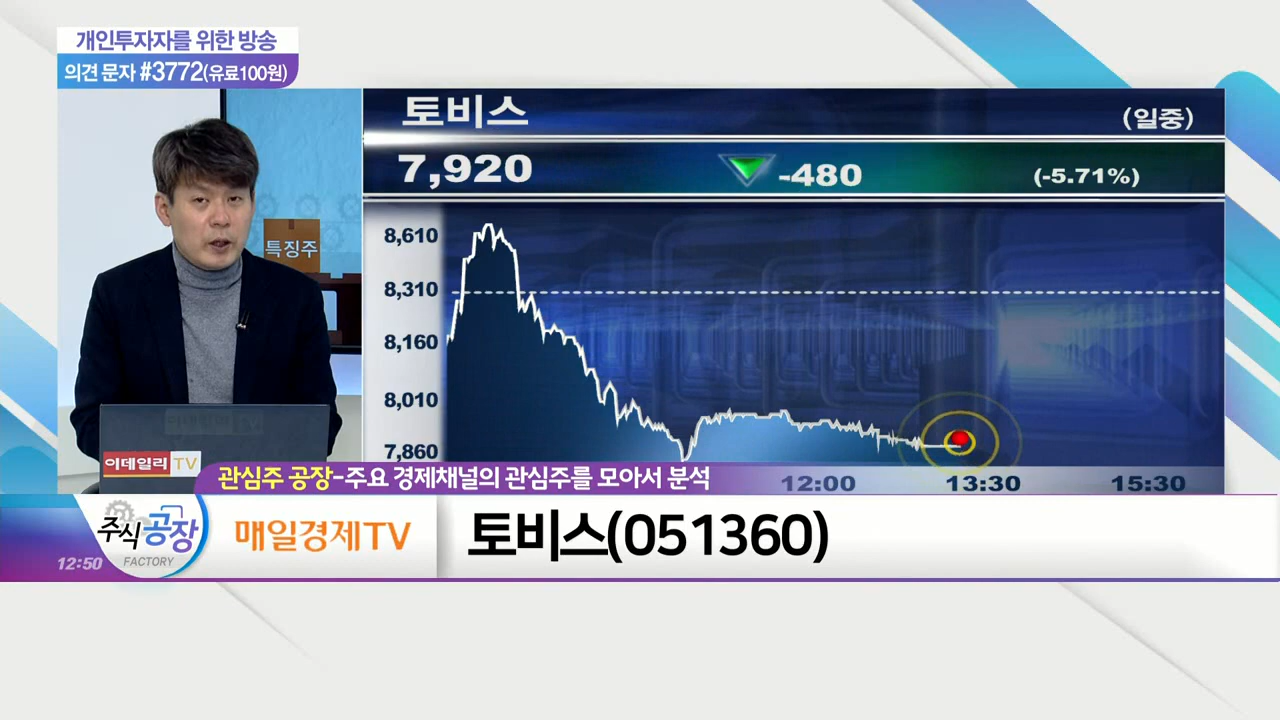 개인투자자를 위한 방송
의견 문자 #3772(유료100원)
특징주
이데일리 TV
토비스
(일중)
7,920
-480
(-5.71%)
8,610
8,310
8,160
8,010
7,860
12:00
13:30
15:30
관심주 공장-주요 경제채널의 관심주를 모아서 분석
주식공장
FACTORY
12:50
매일경제TV
토비스(051360)